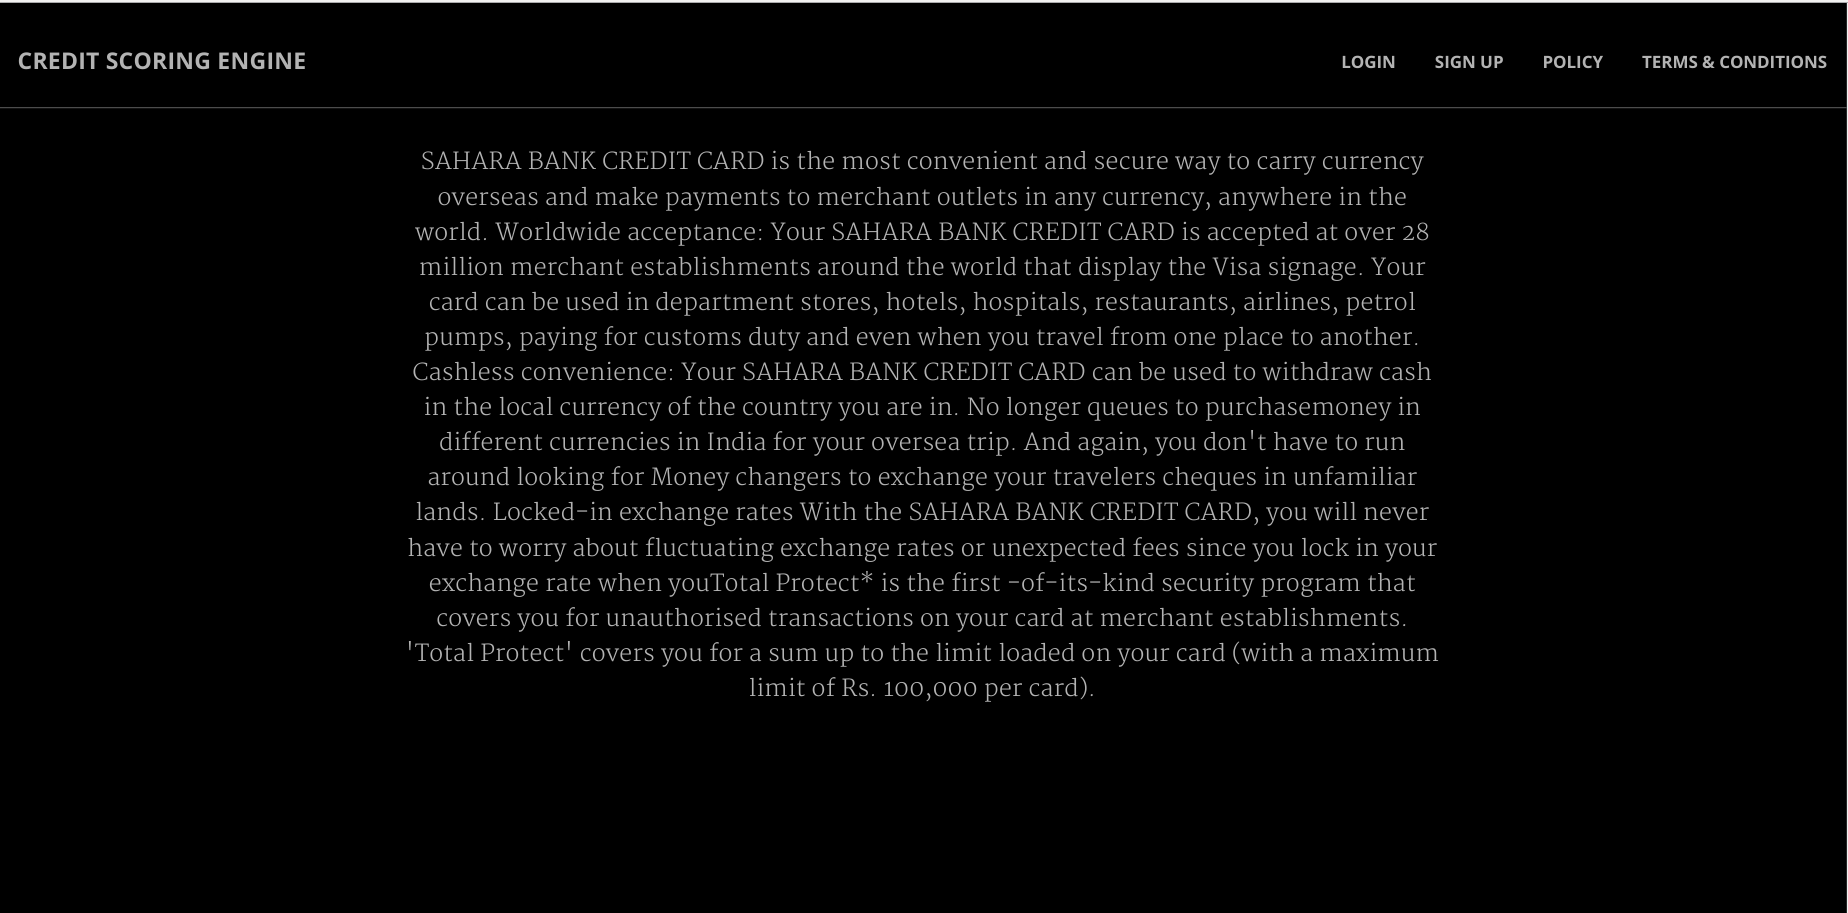 CREDIT SCORING ENGINE
LOGIN SIGN UP POLICY TERMS & CONDITIONS
SAHARA BANK CREDIT CARD is the most convenient and secure way to carry currency
overseas and make payments to merchant outlets in any currency, anywhere in the
world. Worldwide acceptance: Your SAHARA BANK CREDIT CARD is accepted at over 28
million merchant establishments around the world that display the Visa signage. Your
card can be used in department stores, hotels, hospitals, restaurants, airlines, petrol
pumps, paying for customs duty and even when you travel from one place to another.
Cashless convenience: Your SAHARA BANK CREDIT CARD can be used to withdraw cash
in the local currency of the country you are in. No longer queues to purchasemoney in
different currencies in India for your oversea trip. And again, you don't have to run
around looking for Money changers to exchange your travelers cheques in unfamiliar
lands. Locked-in exchange rates With the SAHARA BANK CREDIT CARD, you will never
have to worry about fluctuating exchange rates or unexpected fees since you lock in your
exchange rate when youTotal Protect* is the first -of-its-kind security program that
covers you for unauthorised transactions on your card at merchant establishments.
'Total Protect' covers you for a sum up to the limit loaded on your card (with a maximum
limit of Rs. 100,000 per card).